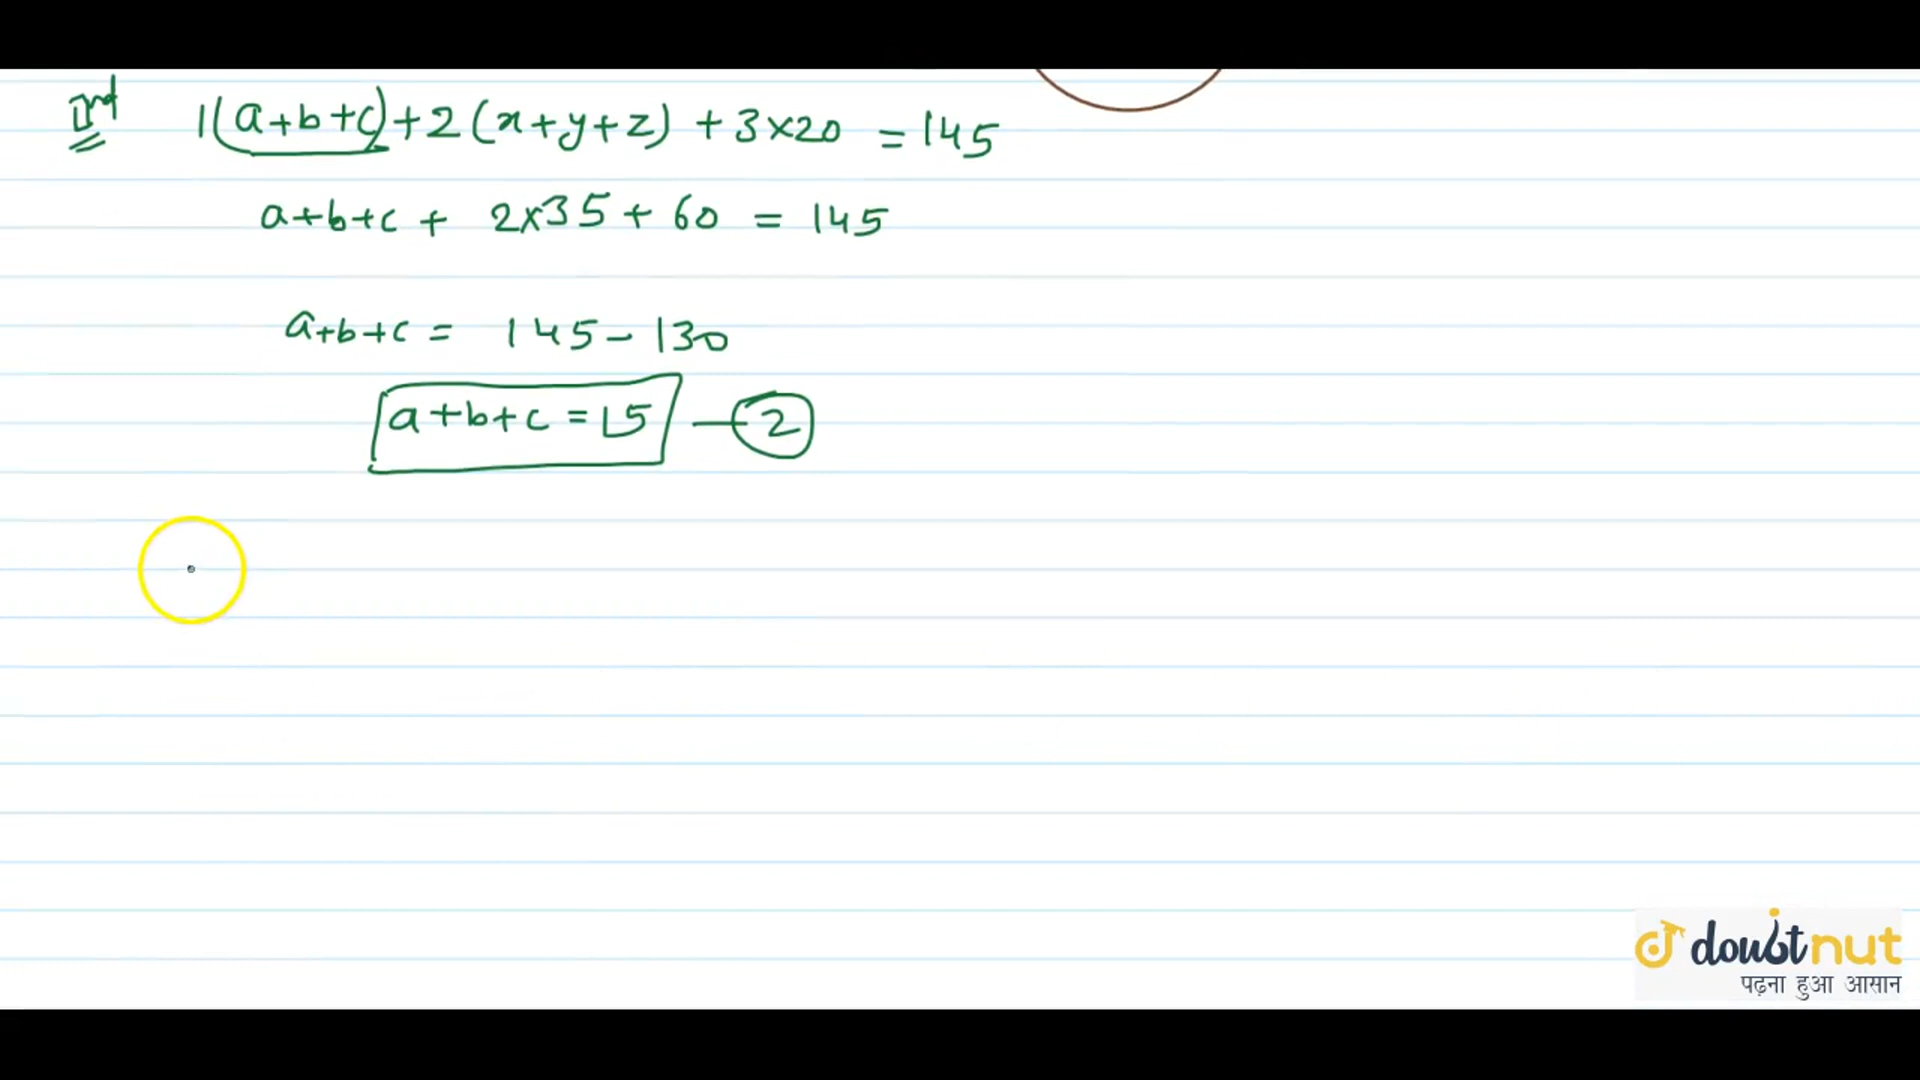 IInd 1(a+b+c)+2(x+y+z) + 3×20 = 145
a+b+c + 2×35 + 60 = 145
a+b+c = 145-130
a+b+c = 15 — 2
doubtnut
पढ़ना हुआ आसान